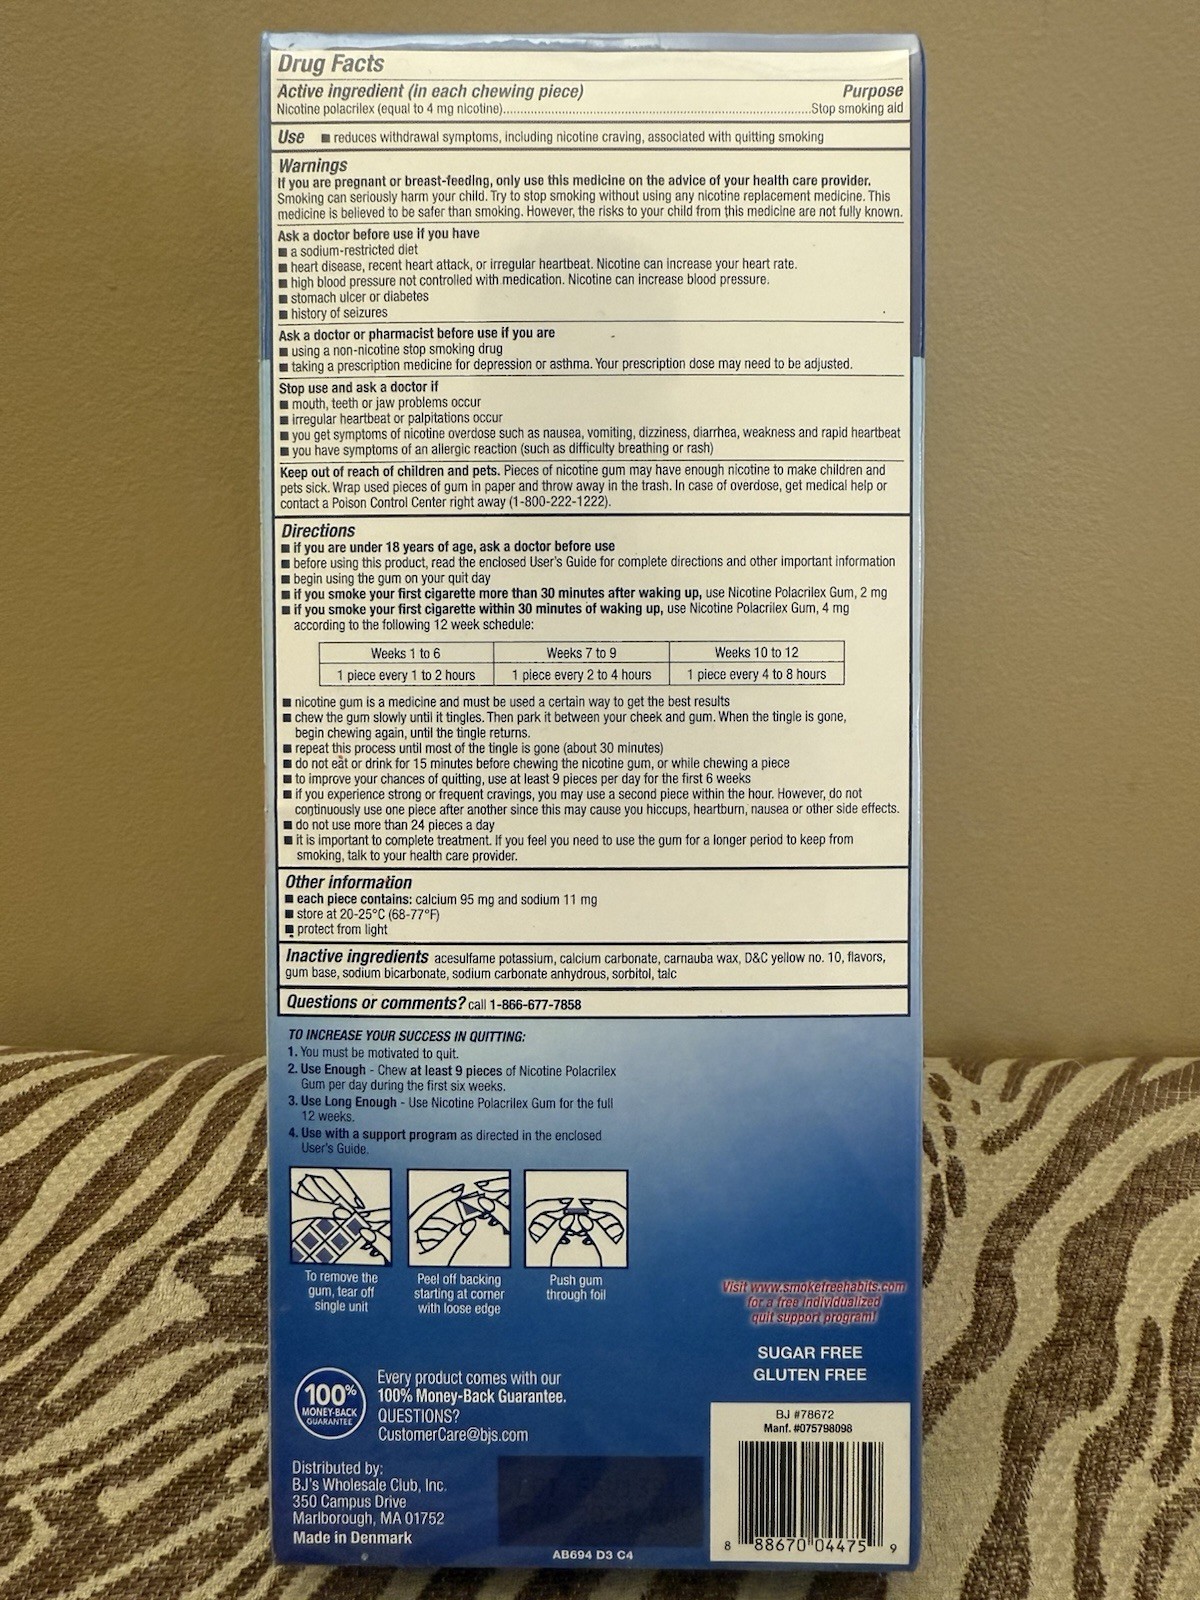 Drug Facts
Active ingredient (in each chewing piece) Purpose
Nicotine polacrilex (equal to 4 mg nicotine)..........Stop smoking aid
Use ■ reduces withdrawal symptoms, including nicotine craving, associated with quitting smoking
Warnings
If you are pregnant or breast-feeding, only use this medicine on the advice of your health care provider.
Smoking can seriously harm your child. Try to stop smoking without using any nicotine replacement medicine. This
medicine is believed to be safer than smoking. However, the risks to your child from this medicine are not fully known.
Ask a doctor before use if you have
■ a sodium-restricted diet
■ heart disease, recent heart attack, or irregular heartbeat. Nicotine can increase your heart rate.
■ high blood pressure not controlled with medication. Nicotine can increase blood pressure.
■ stomach ulcer or diabetes
■ history of seizures
Ask a doctor or pharmacist before use if you are
■ using a non-nicotine stop smoking drug
■ taking a prescription medicine for depression or asthma. Your prescription dose may need to be adjusted.
Stop use and ask a doctor if
■ mouth, teeth or jaw problems occur
■ irregular heartbeat or palpitations occur
■ you get symptoms of nicotine overdose such as nausea, vomiting, dizziness, diarrhea, weakness and rapid heartbeat
■ you have symptoms of an allergic reaction (such as difficulty breathing or rash)
Keep out of reach of children and pets. Pieces of nicotine gum may have enough nicotine to make children and
pets sick. Wrap used pieces of gum in paper and throw away in the trash. In case of overdose, get medical help or
contact a Poison Control Center right away (1-800-222-1222).
Directions
■ if you are under 18 years of age, ask a doctor before use
■ before using this product, read the enclosed User's Guide for complete directions and other important information
■ begin using the gum on your quit day
■ if you smoke your first cigarette more than 30 minutes after waking up, use Nicotine Polacrilex Gum, 2 mg
■ if you smoke your first cigarette within 30 minutes of waking up, use Nicotine Polacrilex Gum, 4 mg
according to the following 12 week schedule:
Weeks 1 to 6 Weeks 7 to 9 Weeks 10 to 12
1 piece every 1 to 2 hours 1 piece every 2 to 4 hours 1 piece every 4 to 8 hours
■ nicotine gum is a medicine and must be used a certain way to get the best results
■ chew the gum slowly until it tingles. Then park it between your cheek and gum. When the tingle is gone,
begin chewing again, until the tingle returns.
■ repeat this process until most of the tingle is gone (about 30 minutes)
■ do not eat or drink for 15 minutes before chewing the nicotine gum, or while chewing a piece
■ to improve your chances of quitting, use at least 9 pieces per day for the first 6 weeks
■ if you experience strong or frequent cravings, you may use a second piece within the hour. However, do not
continuously use one piece after another since this may cause you hiccups, heartburn, nausea or other side effects.
■ do not use more than 24 pieces a day
■ it is important to complete treatment. If you feel you need to use the gum for a longer period to keep from
smoking, talk to your health care provider.
Other information
■ each piece contains: calcium 95 mg and sodium 11 mg
■ store at 20-25°C (68-77°F)
■ protect from light
Inactive ingredients acesulfame potassium, calcium carbonate, carnauba wax, D&C yellow no. 10, flavors,
gum base, sodium bicarbonate, sodium carbonate anhydrous, sorbitol, talc
Questions or comments? call 1-866-677-7858
TO INCREASE YOUR SUCCESS IN QUITTING:
1. You must be motivated to quit.
2. Use Enough - Chew at least 9 pieces of Nicotine Polacrilex
Gum per day during the first six weeks.
3. Use Long Enough - Use Nicotine Polacrilex Gum for the full
12 weeks.
4. Use with a support program as directed in the enclosed
User's Guide.
To remove the
gum, tear off
single unit
Peel off backing
starting at corner
with loose edge
Push gum
through foil
Visit www.smokefreehabits.com
for a free individualized
quit support program!
SUGAR FREE
GLUTEN FREE
100%
MONEY-BACK
GUARANTEE
Every product comes with our
100% Money-Back Guarantee.
QUESTIONS?
CustomerCare@bjs.com
BJ #78672
Manf. #075798098
8 88670 04475 9
Distributed by:
BJ's Wholesale Club, Inc.
350 Campus Drive
Marlborough, MA 01752
Made in Denmark
AB694 D3 C4